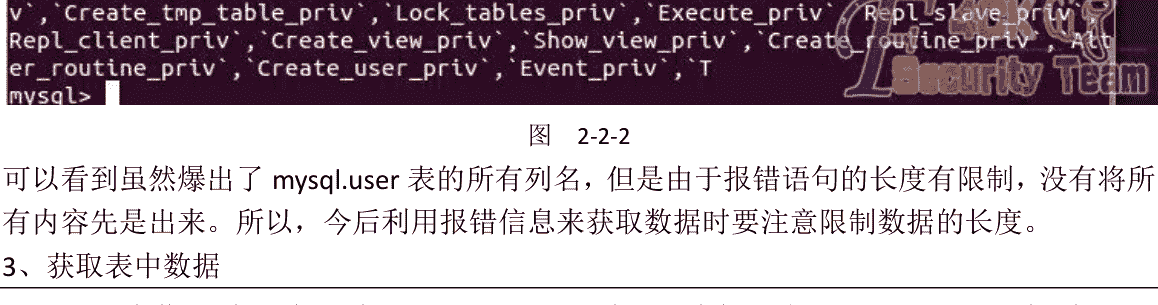 v`,`Create_tmp_table_priv`,`Lock_tables_priv`,`Execute_priv`,`Repl_slave_priv`,`
Repl_client_priv`,`Create_view_priv`,`Show_view_priv`,`Create_routine_priv`,`Alt
er_routine_priv`,`Create_user_priv`,`Event_priv`,`T
Security Team
mysql>
图 2-2-2
可以看到虽然爆出了 mysql.user 表的所有列名，但是由于报错语句的长度有限制，没有将所
有内容先是出来。所以，今后利用报错信息来获取数据时要注意限制数据的长度。
3、获取表中数据